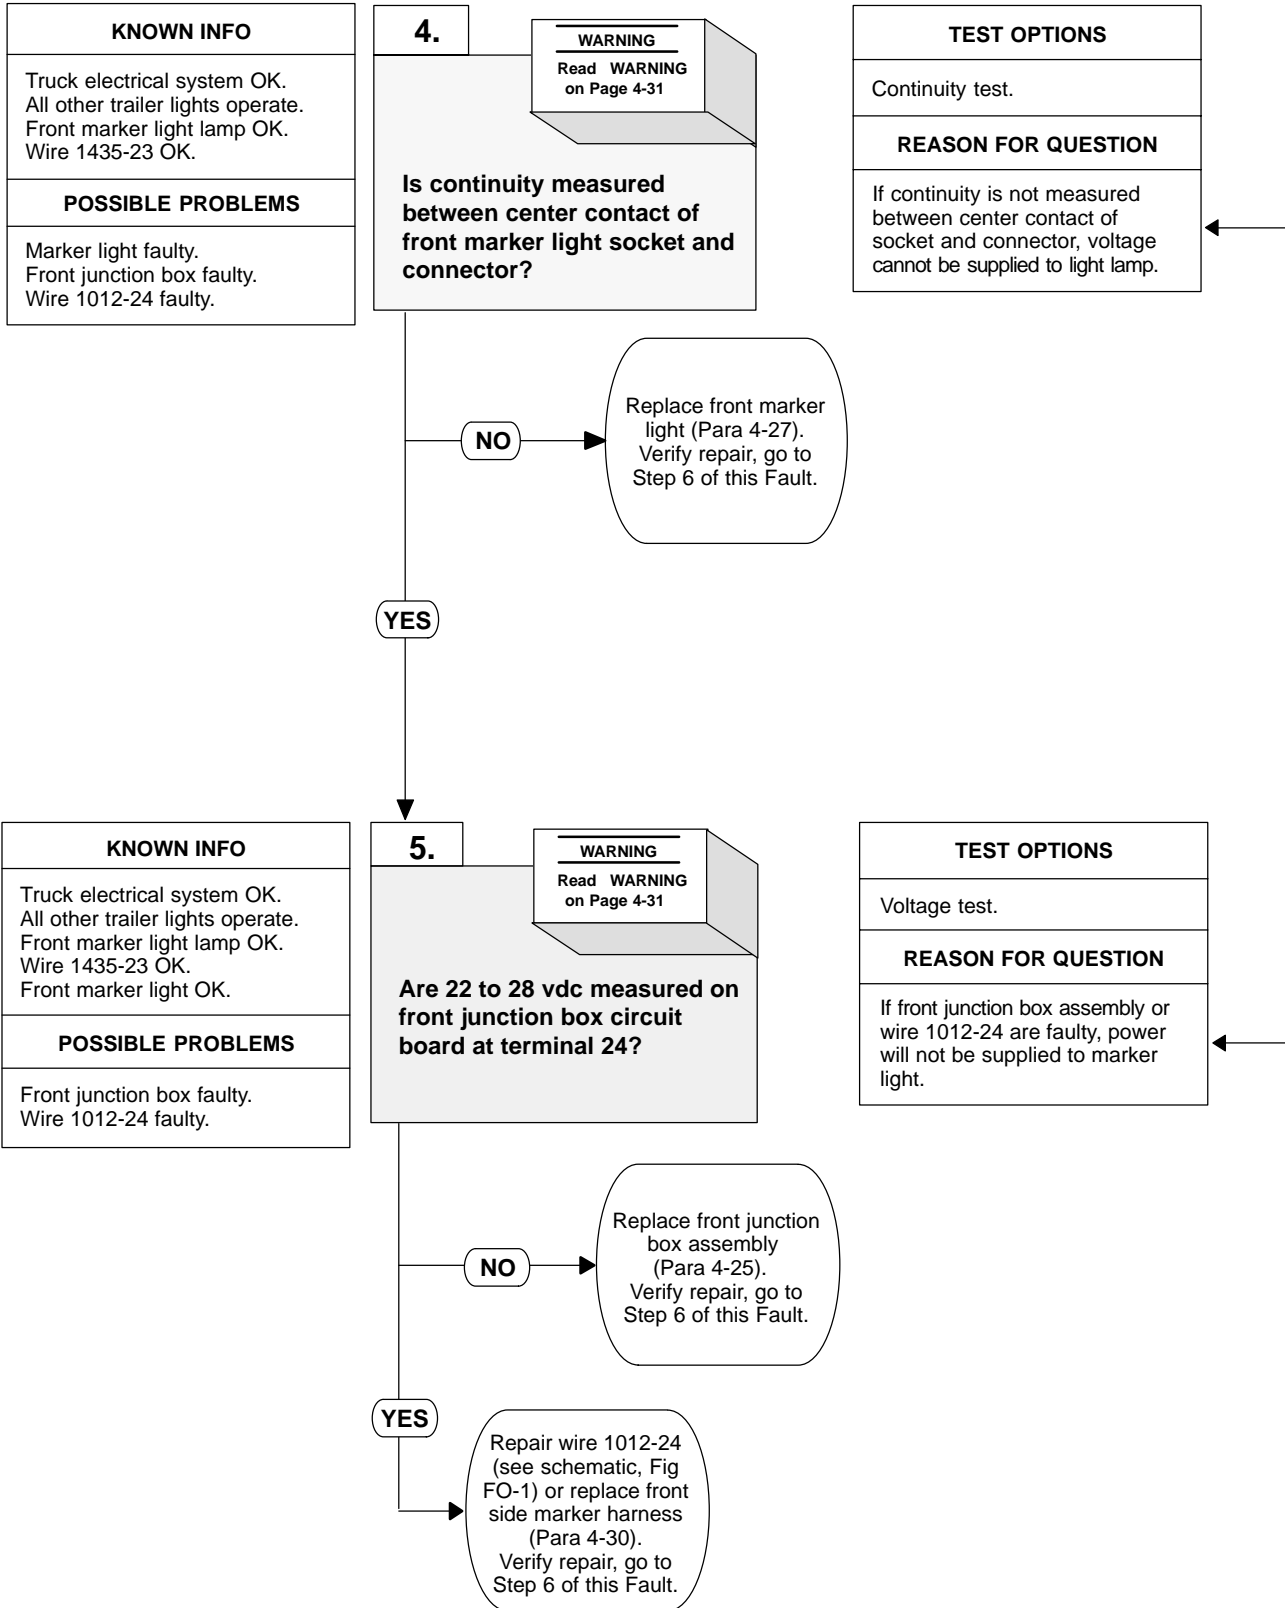 KNOWN INFO
Truck electrical system OK.
All other trailer lights operate.
Front marker light lamp OK.
Wire 1435-23 OK.
POSSIBLE PROBLEMS
Marker light faulty.
Front junction box faulty.
Wire 1012-24 faulty.
4.
WARNING
Read WARNING
on Page 4-31
Is continuity measured
between center contact of
front marker light socket and
connector?
TEST OPTIONS
Continuity test.
REASON FOR QUESTION
If continuity is not measured
between center contact of
socket and connector, voltage
cannot be supplied to light lamp.
NO
Replace front marker
light (Para 4-27).
Verify repair, go to
Step 6 of this Fault.
YES
KNOWN INFO
Truck electrical system OK.
All other trailer lights operate.
Front marker light lamp OK.
Wire 1435-23 OK.
Front marker light OK.
POSSIBLE PROBLEMS
Front junction box faulty.
Wire 1012-24 faulty.
5.
WARNING
Read WARNING
on Page 4-31
Are 22 to 28 vdc measured on
front junction box circuit
board at terminal 24?
TEST OPTIONS
Voltage test.
REASON FOR QUESTION
If front junction box assembly or
wire 1012-24 are faulty, power
will not be supplied to marker
light.
NO
Replace front junction
box assembly
(Para 4-25).
Verify repair, go to
Step 6 of this Fault.
YES
Repair wire 1012-24
(see schematic, Fig
FO-1) or replace front
side marker harness
(Para 4-30).
Verify repair, go to
Step 6 of this Fault.